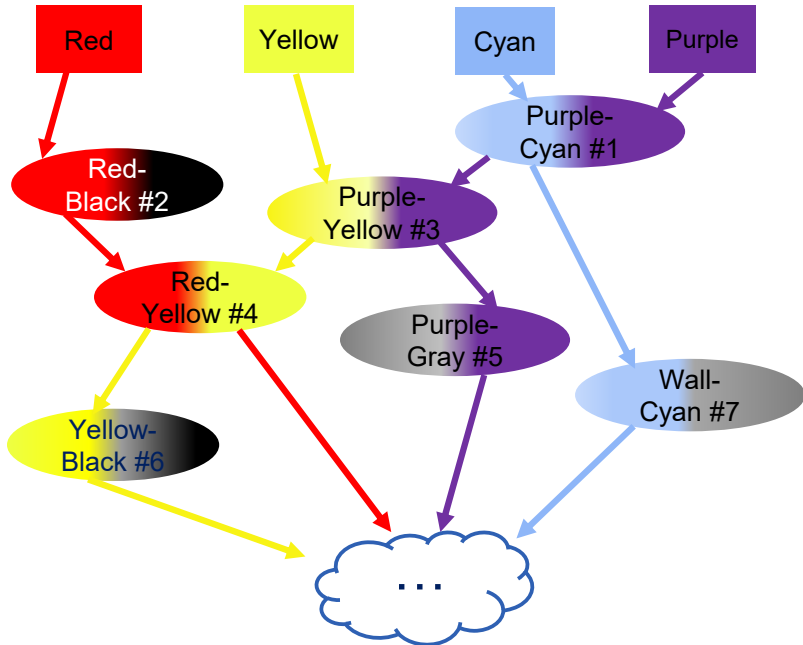 Red
Yellow
Cyan
Purple
Purple-
Cyan #1
Red-
Black #2
Purple-
Yellow #3
Red-
Yellow #4
Purple-
Gray #5
Wall-
Cyan #7
Yellow-
Black #6
...